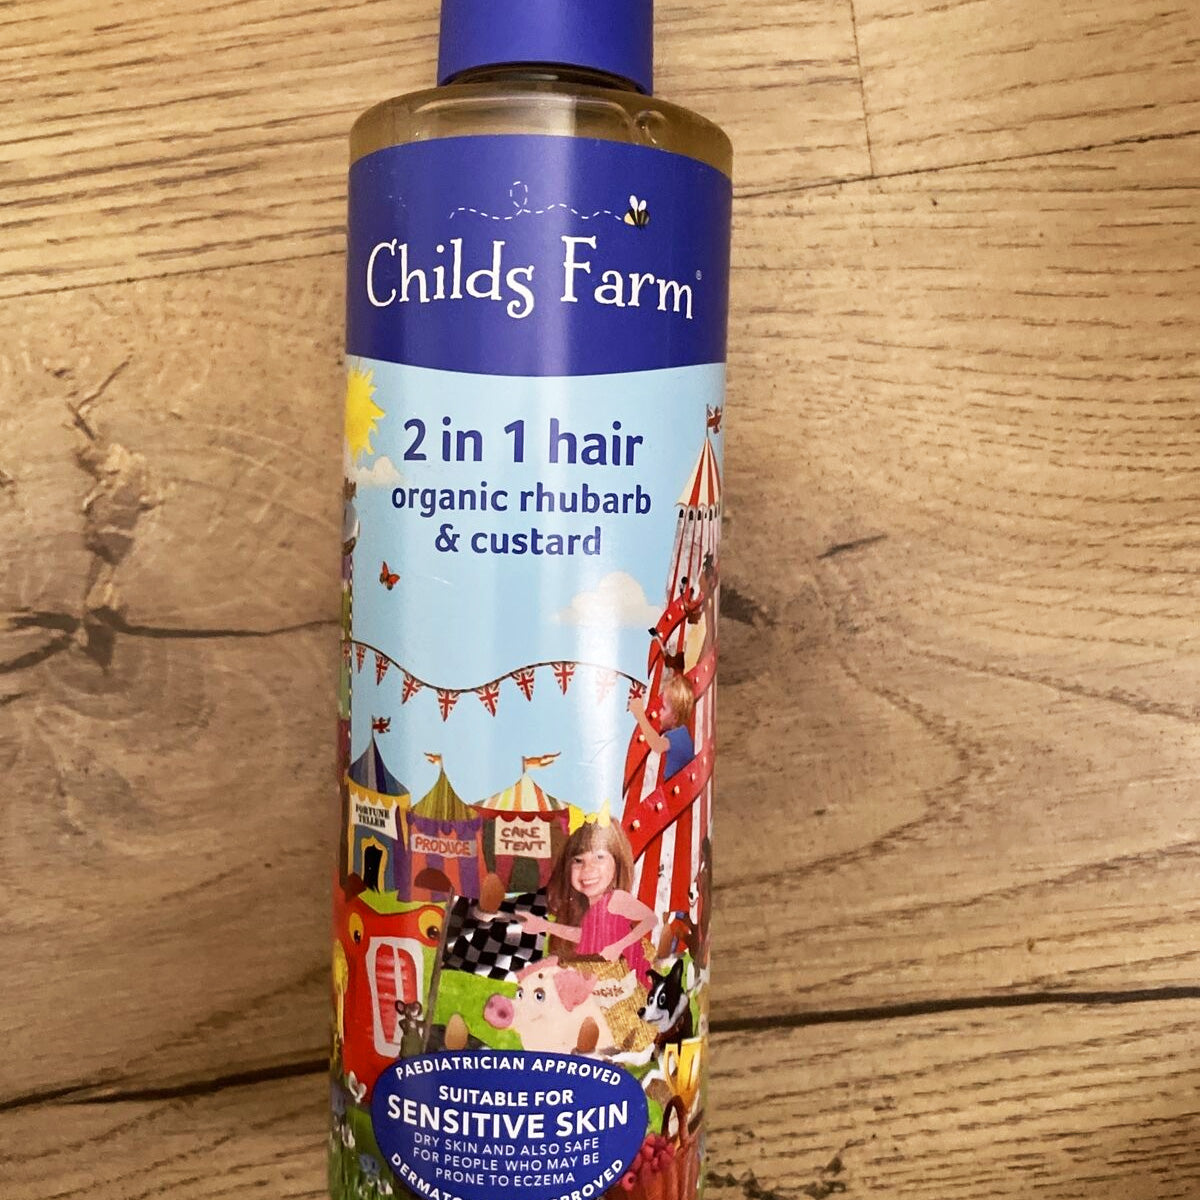 Childs Farm®
2 in 1 hair
organic rhubarb
& custard
FORTUNE
TELLER
PRODUCE
CAKE
TENT
PAEDIATRICIAN APPROVED
SUITABLE FOR
SENSITIVE SKIN
DRY SKIN AND ALSO SAFE
FOR PEOPLE WHO MAY BE
PRONE TO ECZEMA